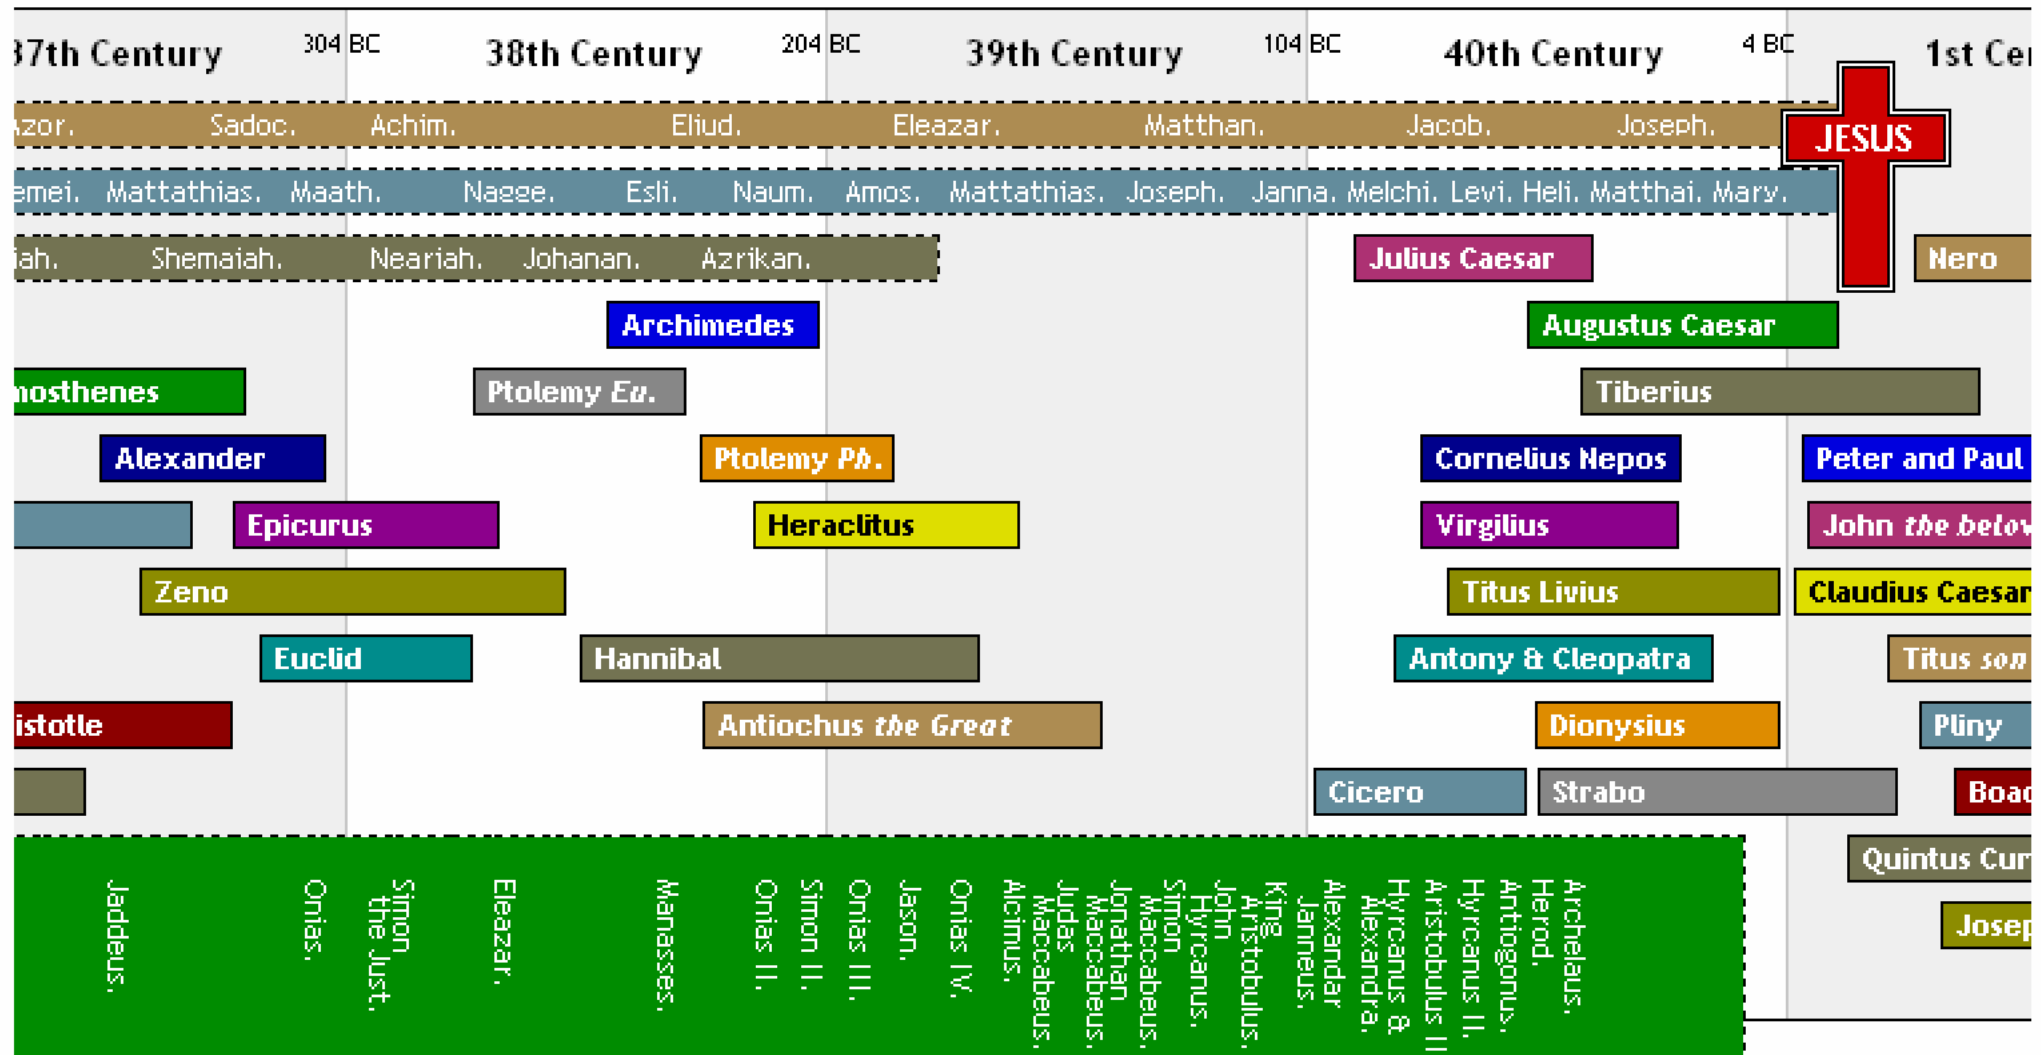 37th Century 304 BC 38th Century 204 BC 39th Century 104 BC 40th Century 4 BC 1st Cen
Azor. Sadoc. Achim. Eliud. Eleazar. Matthan. Jacob. Joseph. JESUS
emei. Mattathias. Maath. Nagge. Esli. Naum. Amos. Mattathias. Joseph. Janna. Melchi. Levi. Heli. Matthai. Mary.
iah. Shemaiah. Neariah. Johanan. Azrikan. Julius Caesar Nero
Archimedes Augustus Caesar
mosthenes Ptolemy Eu. Tiberius
Alexander Ptolemy Ph. Cornelius Nepos Peter and Paul
Epicurus Heraclitus Virgilius John the belov
Zeno Titus Livius Claudius Caesar
Euclid Hannibal Antony & Cleopatra Titus son
istotle Antiochus the Great Dionysius Pliny
Cicero Strabo Boad
Quintus Cur
Josep
Jaddeus.
Onias.
Simon
the Just.
Eleazar.
Manasses.
Onias II.
Simon II.
Onias III.
Jason.
Onias IV.
Alcimus.
Judas
Maccabeus.
Jonathan
Maccabeus.
Simon
Maccabeus.
John
Hyrcanus.
King
Aristobulus.
Alexandar
Janneus.
Alexandra.
Hyrcanus &
Aristobulus II
Hyrcanus II.
Antiogonus.
Herod.
Archelaus.